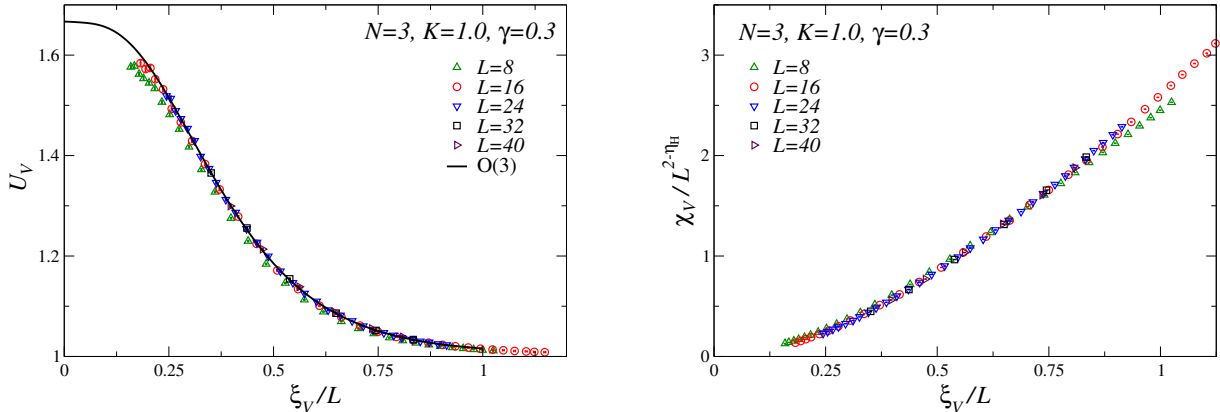 N=3, K=1.0, γ=0.3
L=8
L=16
L=24
L=32
L=40
O(3)
U_V
1.6
1.4
1.2
1
0
0.25
0.5
0.75
1
ξ_V/L
N=3, K=1.0, γ=0.3
L=8
L=16
L=24
L=32
L=40
χ_V/L^{2-η_H}
3
2
1
0
0
0.25
0.5
0.75
1
ξ_V/L